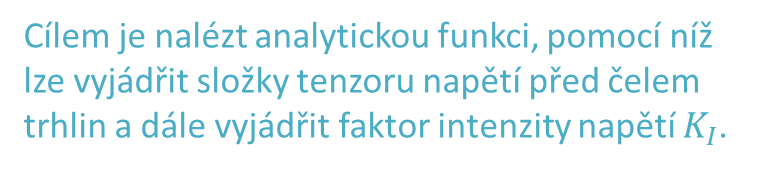 Cílem je nalézt analytickou funkci, pomocí níž
lze vyjádřit složky tenzoru napětí před čelem
trhlin a dále vyjádřit faktor intenzity napětí $K_I$.